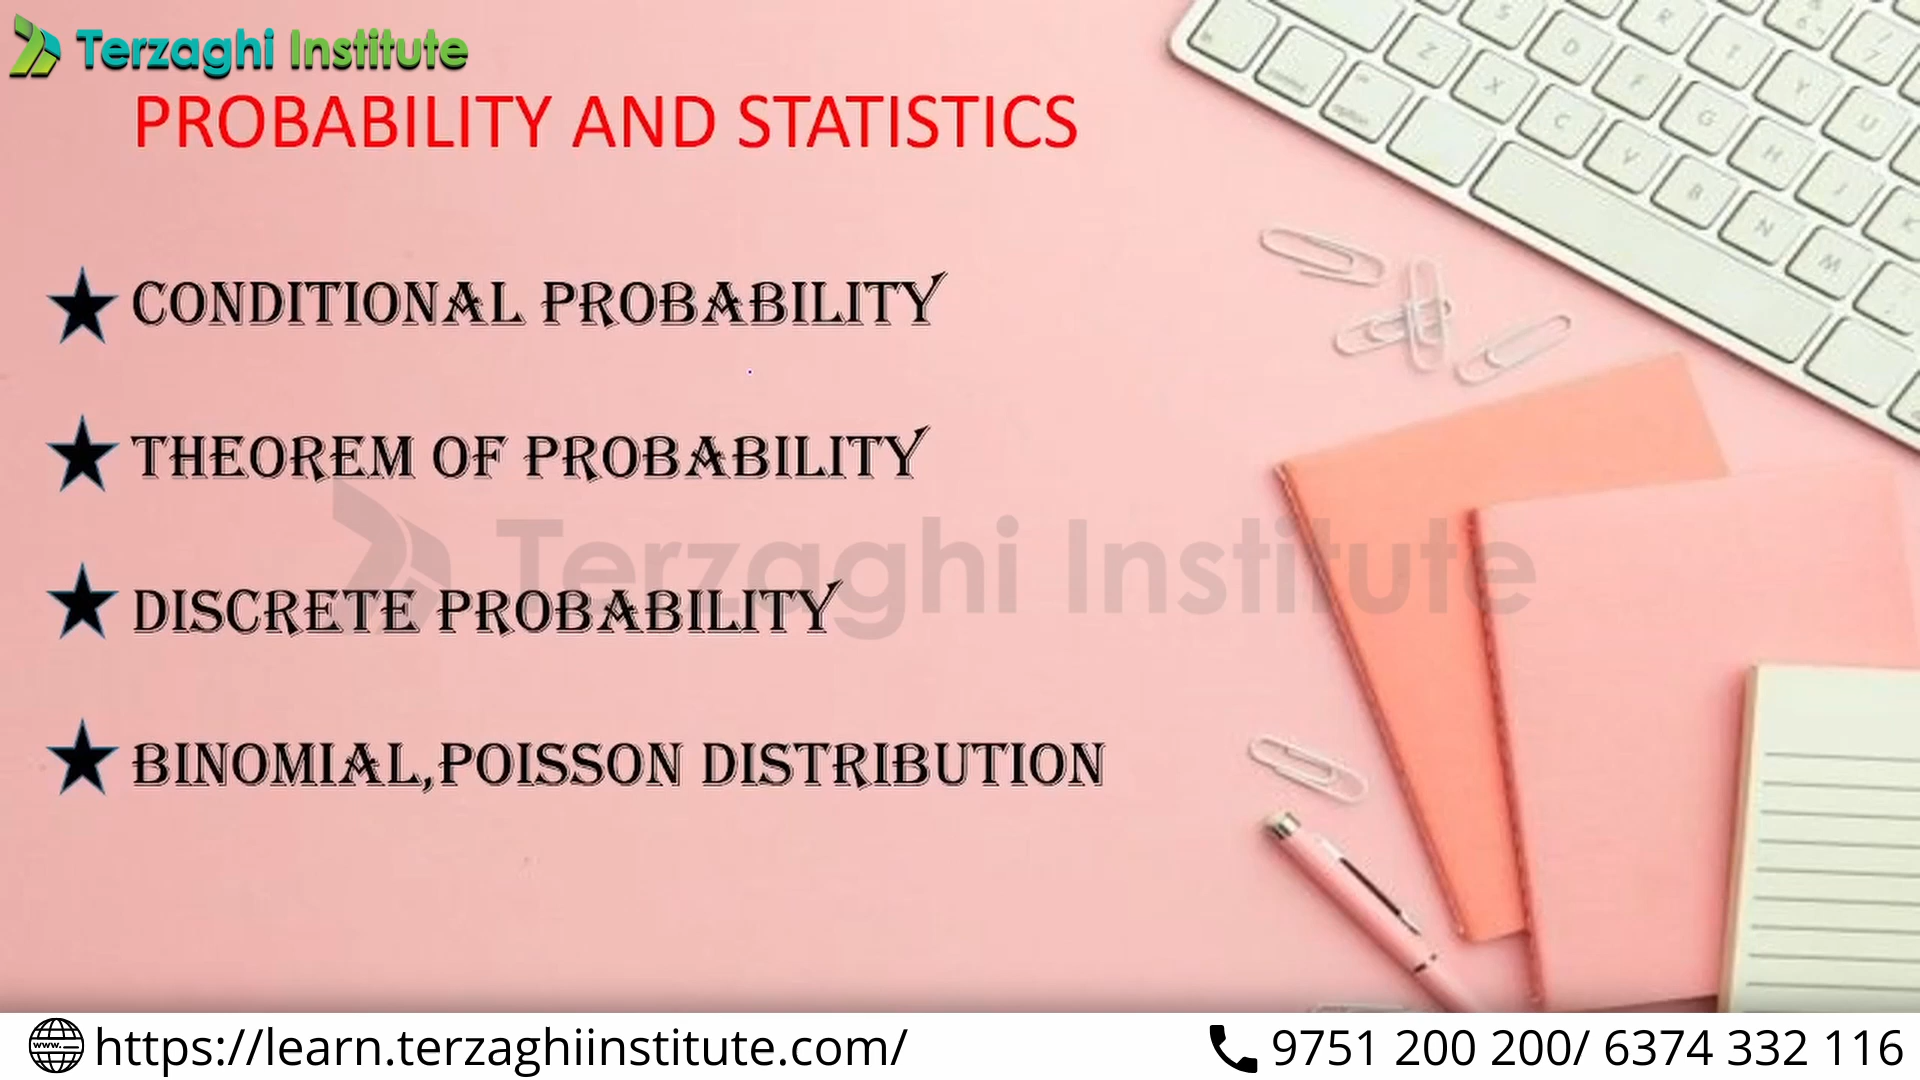 Terzaghi Institute
PROBABILITY AND STATISTICS
CONDITIONAL PROBABILITY
THEOREM OF PROBABILITY
DISCRETE PROBABILITY
BINOMIAL,POISSON DISTRIBUTION
Terzaghi Institute
www...
https://learn.terzaghiinstitute.com/
9751 200 200/ 6374 332 116